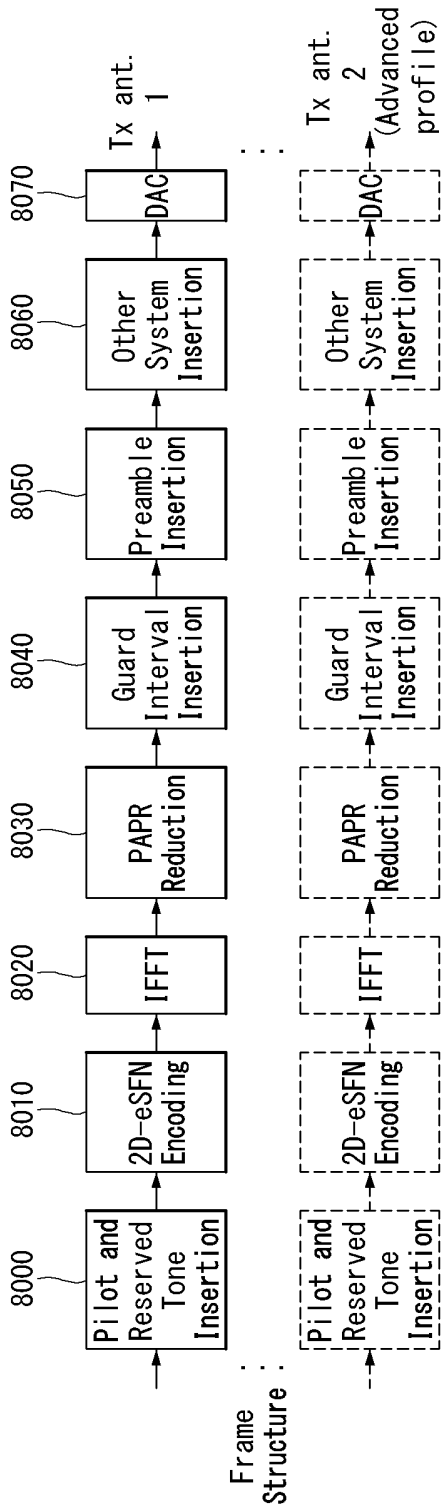 8000
8010
8020
8030
8040
8050
8060
8070
Frame
Structure
Pilot and
Reserved
Tone
Insertion
2D-eSFN
Encoding
IFFT
PAPR
Reduction
Guard
Interval
Insertion
Preamble
Insertion
Other
System
Insertion
DAC
Tx ant.
1
Pilot and
Reserved
Tone
Insertion
2D-eSFN
Encoding
IFFT
PAPR
Reduction
Guard
Interval
Insertion
Preamble
Insertion
Other
System
Insertion
DAC
Tx ant.
2
(Advanced
profile)